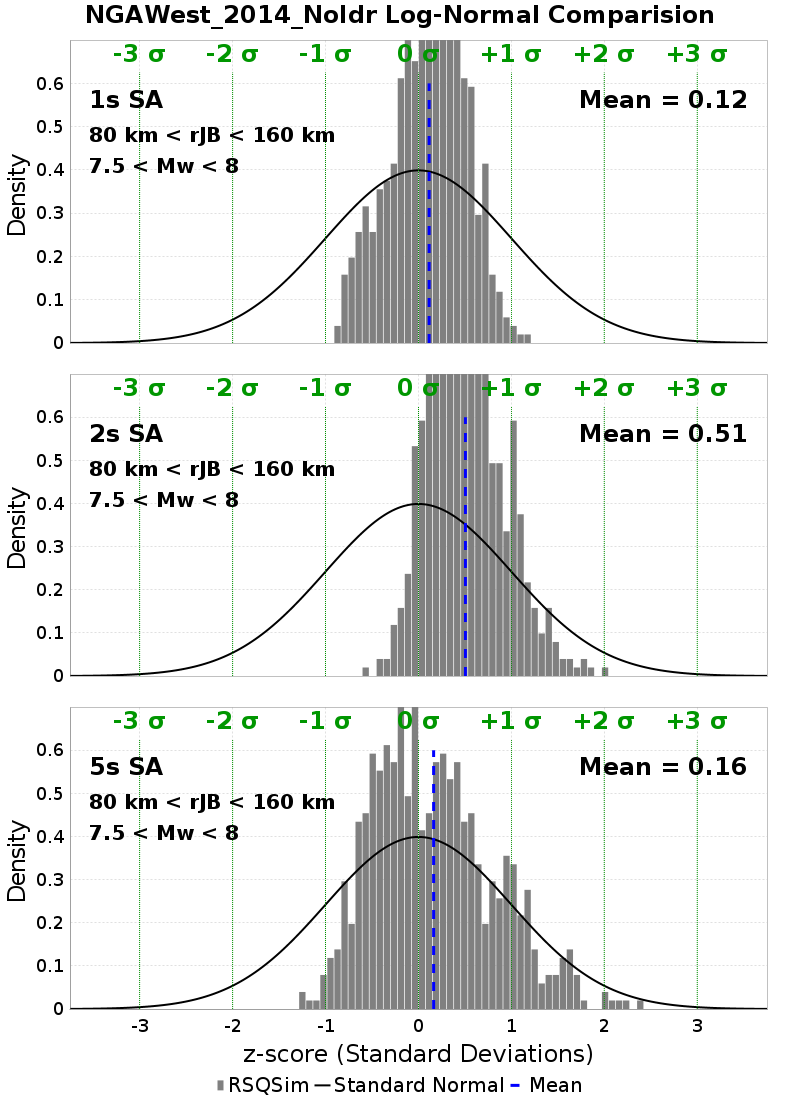 NGAWest_2014_NoIdr Log-Normal Comparision
-3 σ -2 σ -1 σ 0 σ +1 σ +2 σ +3 σ
1s SA Mean = 0.12
80 km < rJB < 160 km
7.5 < Mw < 8
Density
0.6
0.5
0.4
0.3
0.2
0.1
0
-3 σ -2 σ -1 σ 0 σ +1 σ +2 σ +3 σ
2s SA Mean = 0.51
80 km < rJB < 160 km
7.5 < Mw < 8
Density
0.6
0.5
0.4
0.3
0.2
0.1
0
-3 σ -2 σ -1 σ 0 σ +1 σ +2 σ +3 σ
5s SA Mean = 0.16
80 km < rJB < 160 km
7.5 < Mw < 8
Density
0.6
0.5
0.4
0.3
0.2
0.1
0
-3 -2 -1 0 1 2 3
z-score (Standard Deviations)
RSQSim Standard Normal Mean